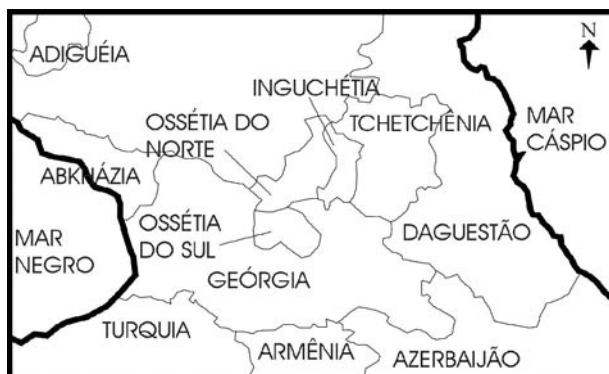 ADIGUÉIA
N
INGUCHÉTIA
OSSÉTIA DO
NORTE
TCHETCHÊNIA
MAR
CÁSPIO
ABKHÁZIA
OSSÉTIA
DO SUL
DAGUESTÃO
MAR
NEGRO
GEÓRGIA
TURQUIA
ARMÊNIA
AZERBAIJÃO